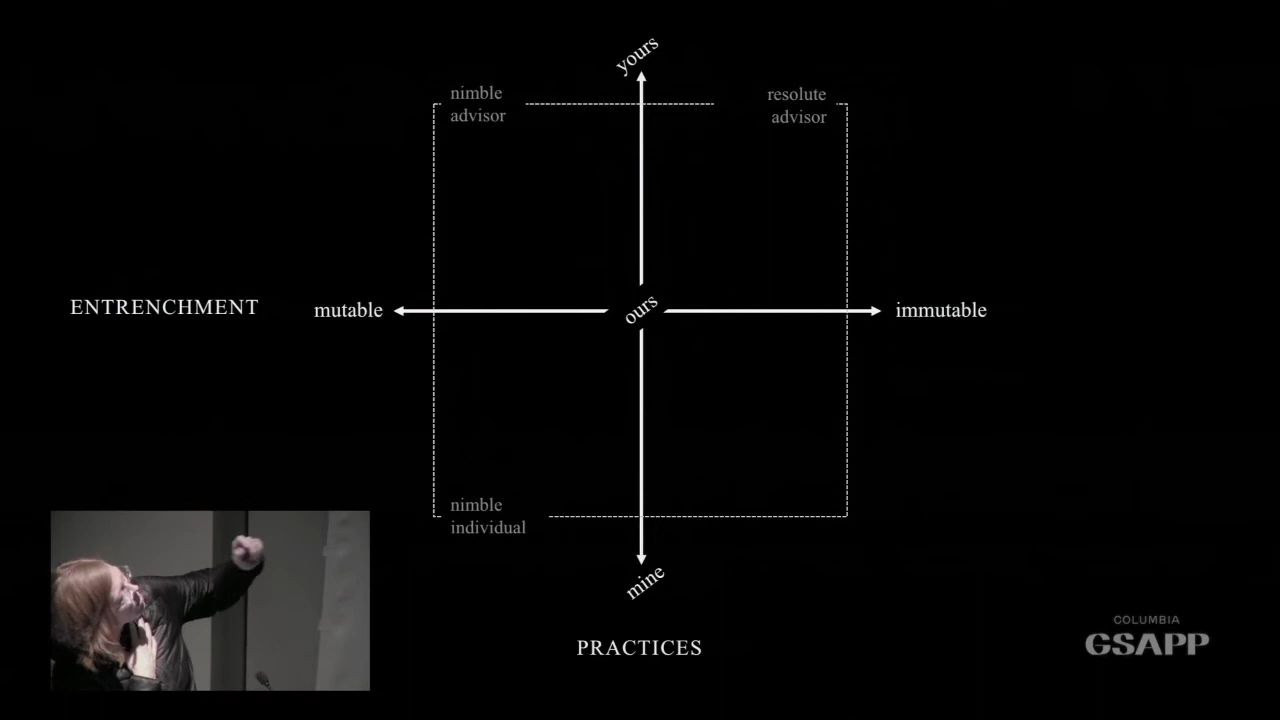 yours
nimble
advisor
resolute
advisor
ENTRENCHMENT
mutable
ours
immutable
nimble
individual
mine
PRACTICES
COLUMBIA
GSAPP